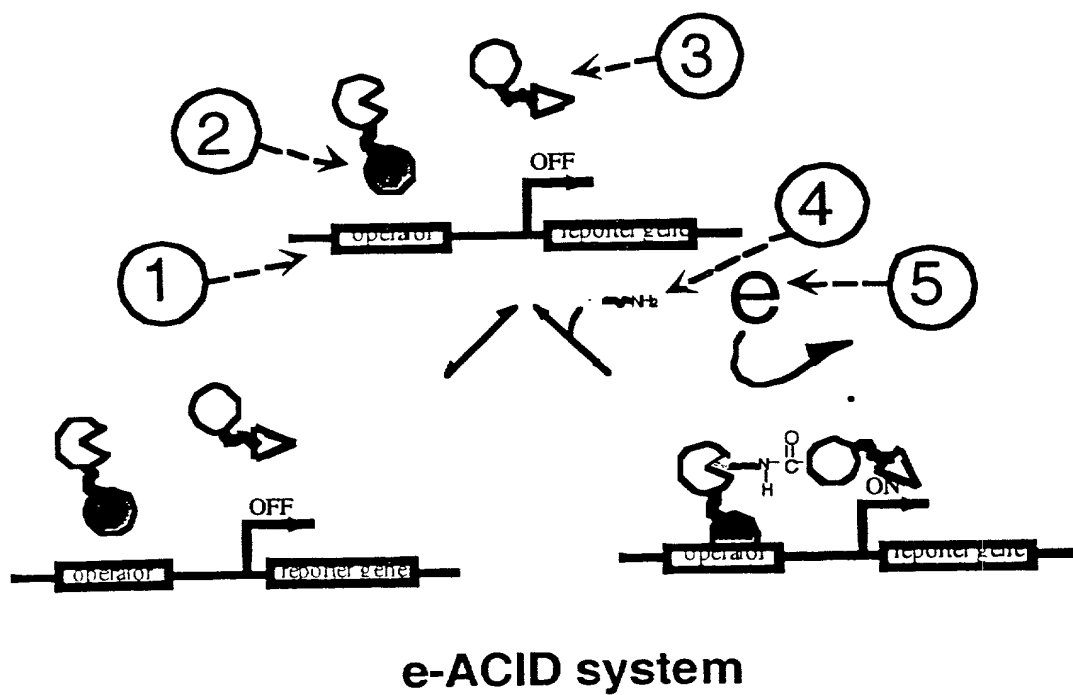 3
2
OFF
4
operator
reporter gene
1
e
5
NH₂
O
N
C
H
OFF
ON
operator
reporter gene
operator
reporter gene
e-ACID system